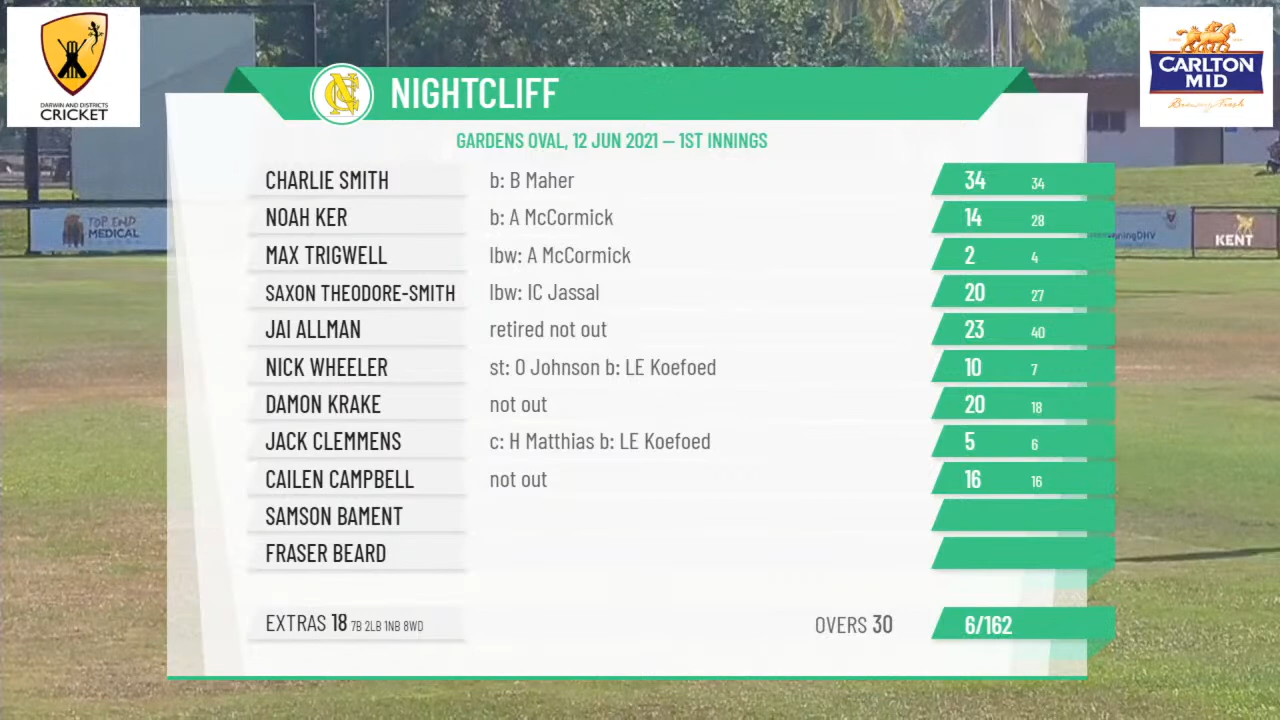 DARWIN AND DISTRICTS
CRICKET
CARLTON
MID
Brewery Fresh
NC NIGHTCLIFF
GARDENS OVAL, 12 JUN 2021 – 1ST INNINGS
CHARLIE SMITH b: B Maher 34 34
NOAH KER b: A McCormick 14 28
MAX TRIGWELL lbw: A McCormick 2 4
SAXON THEODORE-SMITH lbw: IC Jassal 20 27
JAI ALLMAN retired not out 23 40
NICK WHEELER st: O Johnson b: LE Koefoed 10 7
DAMON KRAKE not out 20 18
JACK CLEMMENS c: H Matthias b: LE Koefoed 5 6
CAILEN CAMPBELL not out 16 16
SAMSON BAMENT
FRASER BEARD
EXTRAS 18 7B 2LB 1NB 8WD OVERS 30 6/162
TOP END
MEDICAL
KENT